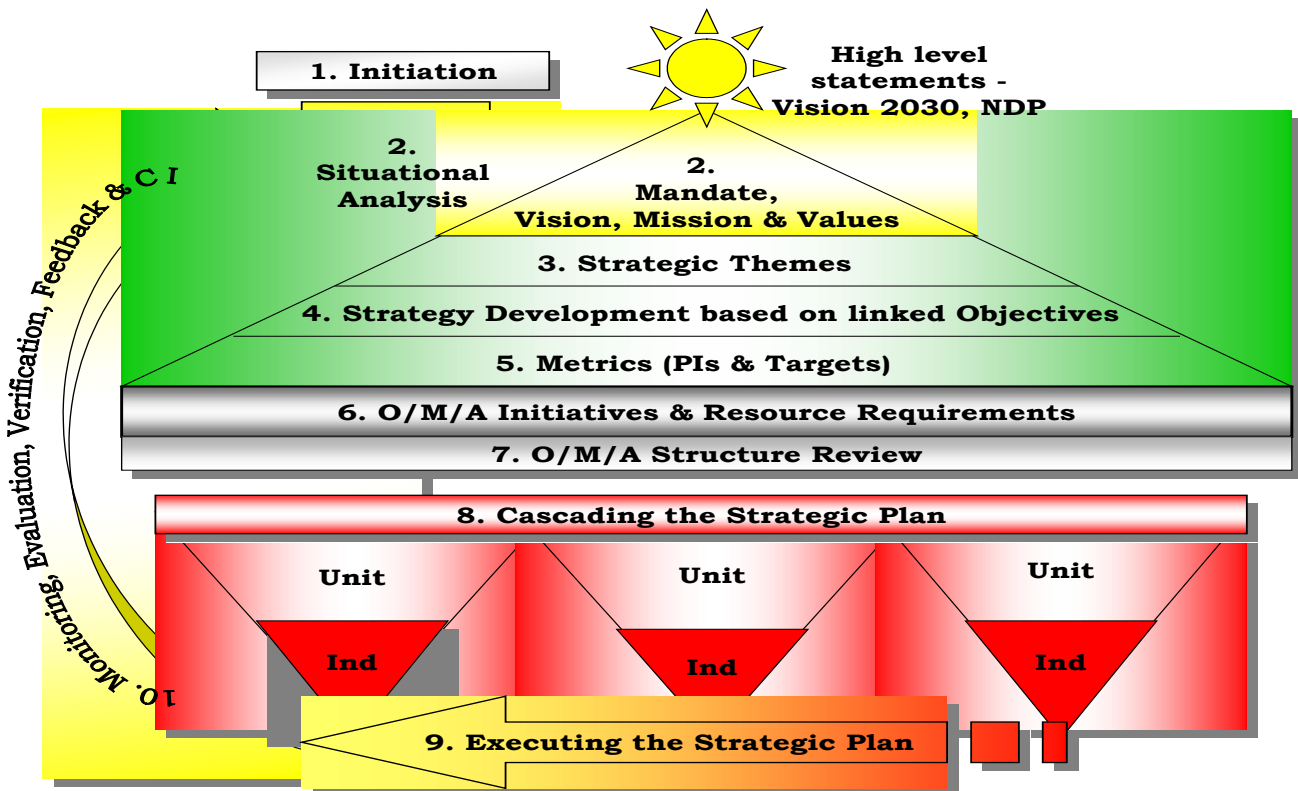 1. Initiation
High level
statements -
Vision 2030, NDP
2.
Situational
Analysis
2.
Mandate,
Vision, Mission & Values
3. Strategic Themes
4. Strategy Development based on linked Objectives
5. Metrics (PIs & Targets)
6. O/M/A Initiatives & Resource Requirements
7. O/M/A Structure Review
8. Cascading the Strategic Plan
Unit
Unit
Unit
Ind
Ind
Ind
9. Executing the Strategic Plan
10. Monitoring, Evaluation, Verification, Feedback & C I